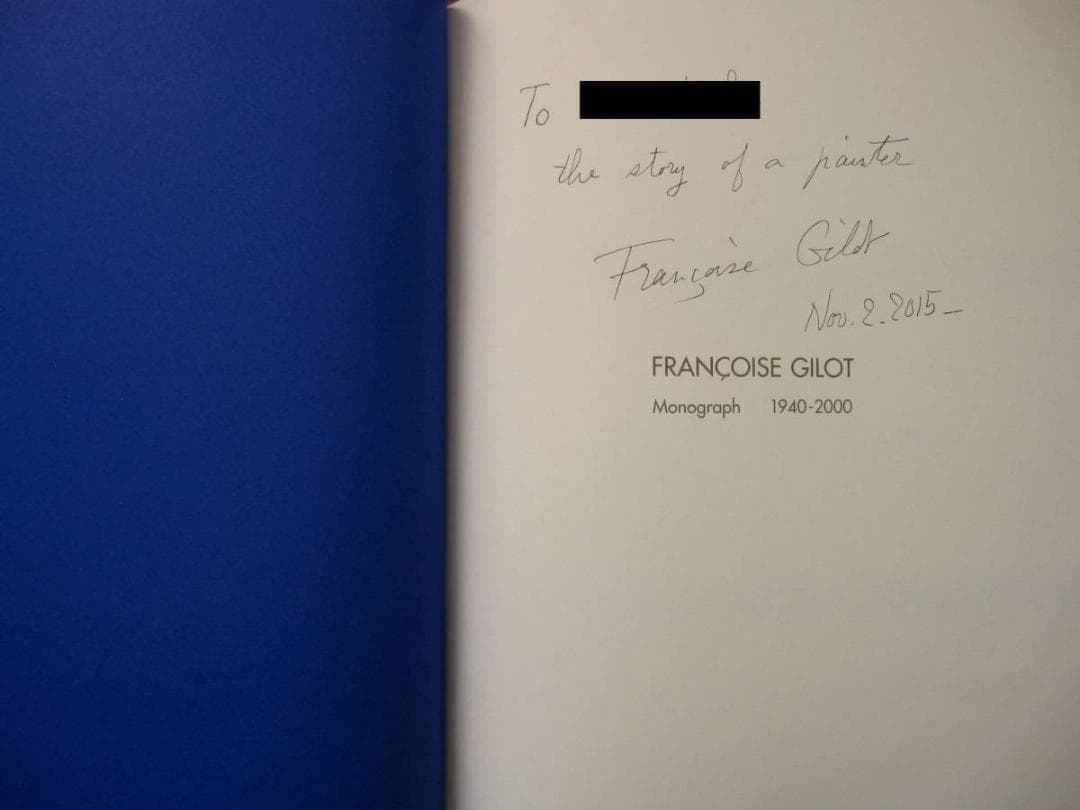 To
the story of a painter
Françoise Gilot
Nov. 2. 2015 –
FRANÇOISE GILOT
Monograph 1940-2000